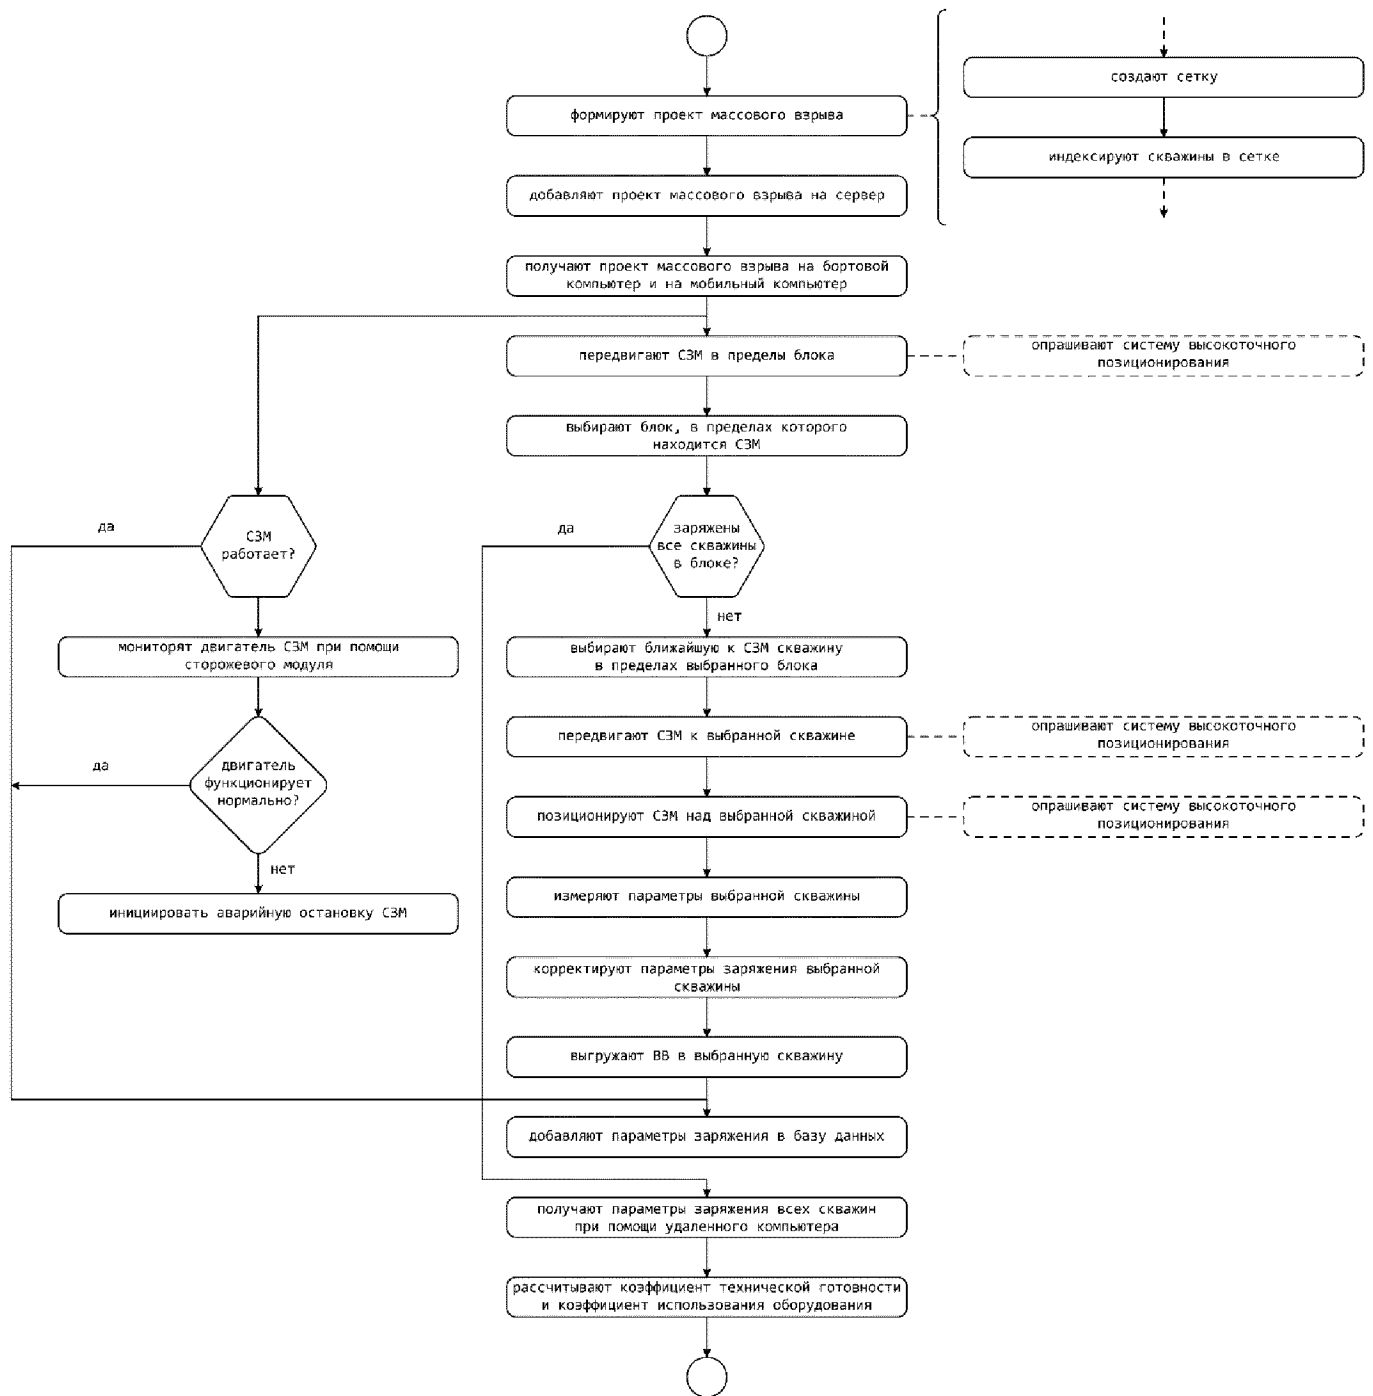 формируют проект массового взрыва
создают сетку
индексируют скважины в сетке
добавляют проект массового взрыва на сервер
получают проект массового взрыва на бортовой
компьютер и на мобильный компьютер
передвигают СЗМ в пределы блока
опрашивают систему высокоточного
позиционирования
выбирают блок, в пределах которого
находится СЗМ
да
СЗМ
работает?
да
заряжены
все скважины
в блоке?
нет
мониторят двигатель СЗМ при помощи
сторожевого модуля
выбирают ближайшую к СЗМ скважину
в пределах выбранного блока
передвигают СЗМ к выбранной скважине
опрашивают систему высокоточного
позиционирования
да
двигатель
функционирует
нормально?
позиционируют СЗМ над выбранной скважиной
опрашивают систему высокоточного
позиционирования
нет
инициировать аварийную остановку СЗМ
измеряют параметры выбранной скважины
корректируют параметры заряжения выбранной
скважины
выгружают ВВ в выбранную скважину
добавляют параметры заряжения в базу данных
получают параметры заряжения всех скважин
при помощи удаленного компьютера
рассчитывают коэффициент технической готовности
и коэффициент использования оборудования